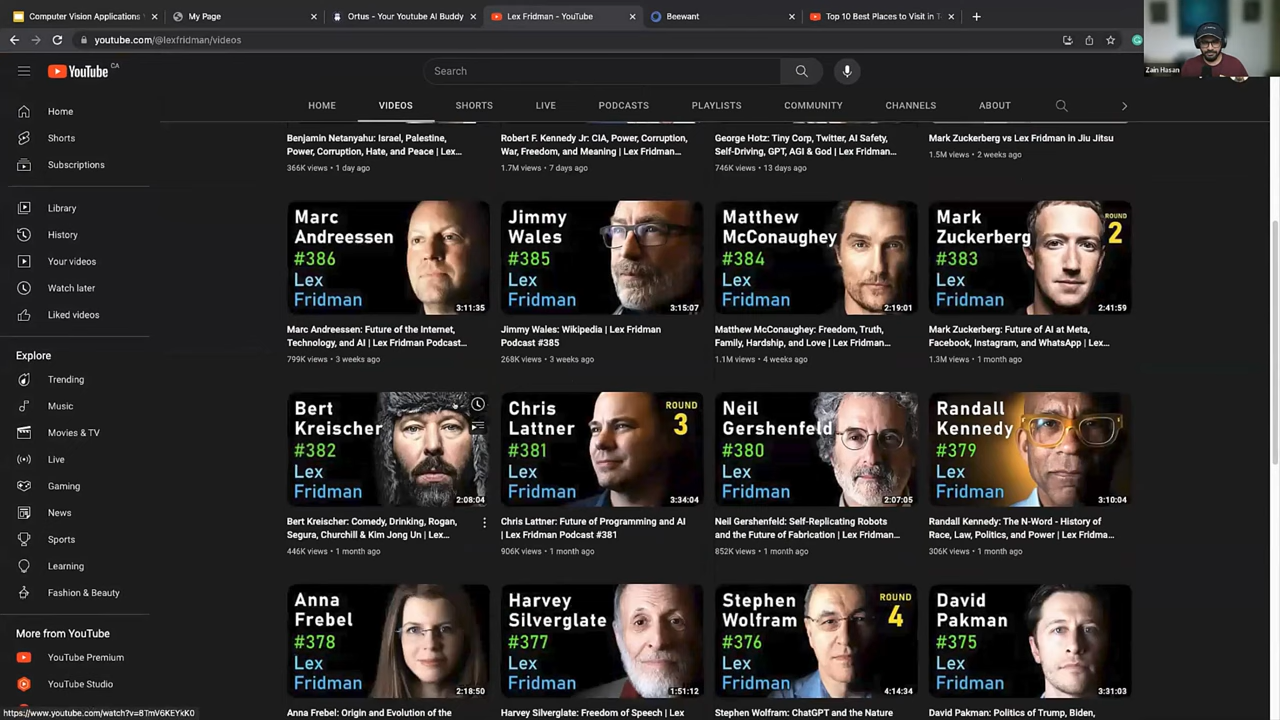 Computer Vision Applications
My Page
Ortus - Your Youtube AI Buddy
Lex Fridman - YouTube
Beewant
Top 10 Best Places to Visit in T
youtube.com/@lexfridman/videos
Zain Hasan
YouTube CA
Search
HOME
VIDEOS
SHORTS
LIVE
PODCASTS
PLAYLISTS
COMMUNITY
CHANNELS
ABOUT
Home
Shorts
Subscriptions
Library
History
Your videos
Watch later
Liked videos
Explore
Trending
Music
Movies & TV
Live
Gaming
News
Sports
Learning
Fashion & Beauty
More from YouTube
YouTube Premium
YouTube Studio
Benjamin Netanyahu: Israel, Palestine,
Power, Corruption, Hate, and Peace | Lex...
366K views • 1 day ago
Robert F. Kennedy Jr: CIA, Power, Corruption,
War, Freedom, and Meaning | Lex Fridman...
1.7M views • 7 days ago
George Hotz: Tiny Corp, Twitter, AI Safety,
Self-Driving, GPT, AGI & God | Lex Fridman...
746K views • 13 days ago
Mark Zuckerberg vs Lex Fridman in Jiu Jitsu
1.5M views • 2 weeks ago
Marc
Andreessen
#386
Lex
Fridman
3:11:35
Marc Andreessen: Future of the Internet,
Technology, and AI | Lex Fridman Podcast...
799K views • 3 weeks ago
Jimmy
Wales
#385
Lex
Fridman
3:15:07
Jimmy Wales: Wikipedia | Lex Fridman
Podcast #385
268K views • 3 weeks ago
Matthew
McConaughey
#384
Lex
Fridman
2:19:01
Matthew McConaughey: Freedom, Truth,
Family, Hardship, and Love | Lex Fridman...
1.1M views • 4 weeks ago
Mark
Zuckerberg
#383
Lex
Fridman
ROUND
2
2:41:59
Mark Zuckerberg: Future of AI at Meta,
Facebook, Instagram, and WhatsApp | Lex...
1.3M views • 1 month ago
Bert
Kreischer
#382
Lex
Fridman
2:08:04
Bert Kreischer: Comedy, Drinking, Rogan,
Segura, Churchill & Kim Jong Un | Lex...
446K views • 1 month ago
Chris
Lattner
#381
Lex
Fridman
ROUND
3
3:34:04
Chris Lattner: Future of Programming and AI
| Lex Fridman Podcast #381
906K views • 1 month ago
Neil
Gershenfeld
#380
Lex
Fridman
2:07:05
Neil Gershenfeld: Self-Replicating Robots
and the Future of Fabrication | Lex Fridman...
852K views • 1 month ago
Randall
Kennedy
#379
Lex
Fridman
3:10:04
Randall Kennedy: The N-Word - History of
Race, Law, Politics, and Power | Lex Fridma...
306K views • 1 month ago
Anna
Frebel
#378
Lex
Fridman
2:18:50
Anna Frebel: Origin and Evolution of the
Harvey
Silverglate
#377
Lex
Fridman
1:51:12
Harvey Silverglate: Freedom of Speech | Lex
Stephen
Wolfram
#376
Lex
Fridman
ROUND
4
4:14:34
Stephen Wolfram: ChatGPT and the Nature
David
Pakman
#375
Lex
Fridman
3:31:03
David Pakman: Politics of Trump, Biden,
https://www.youtube.com/watch?v=8TmV6KEYkK0